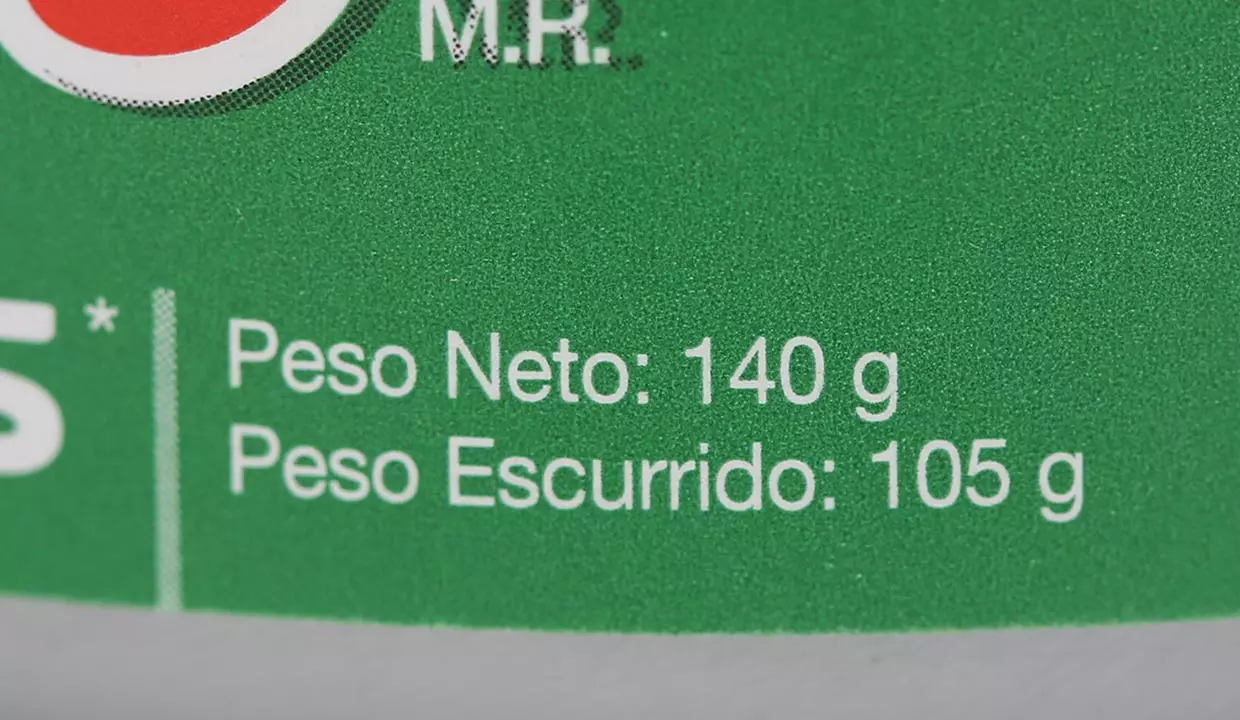 M.R.
s*
Peso Neto: 140 g
Peso Escurrido: 105 g